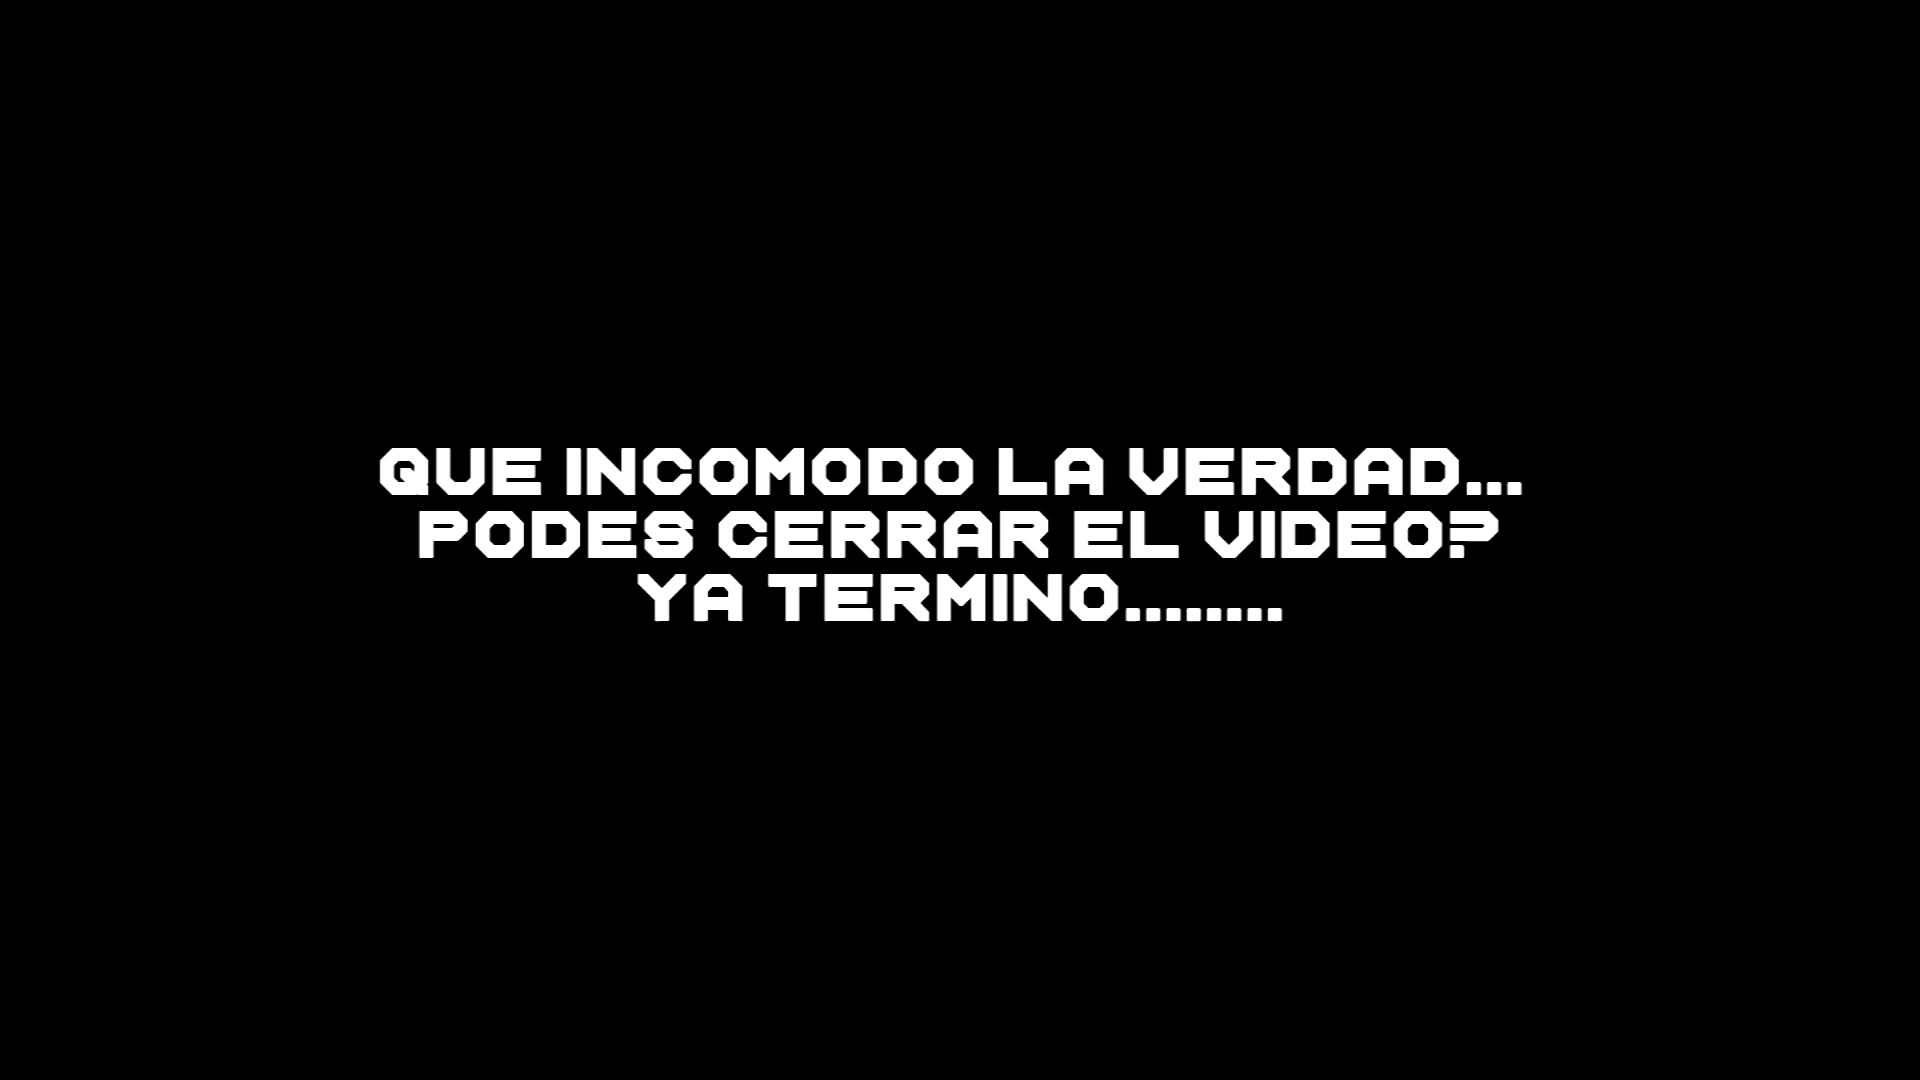 QUE INCOMODO LA VERDAD...
PODES CERRAR EL VIDEO?
YA TERMINO........